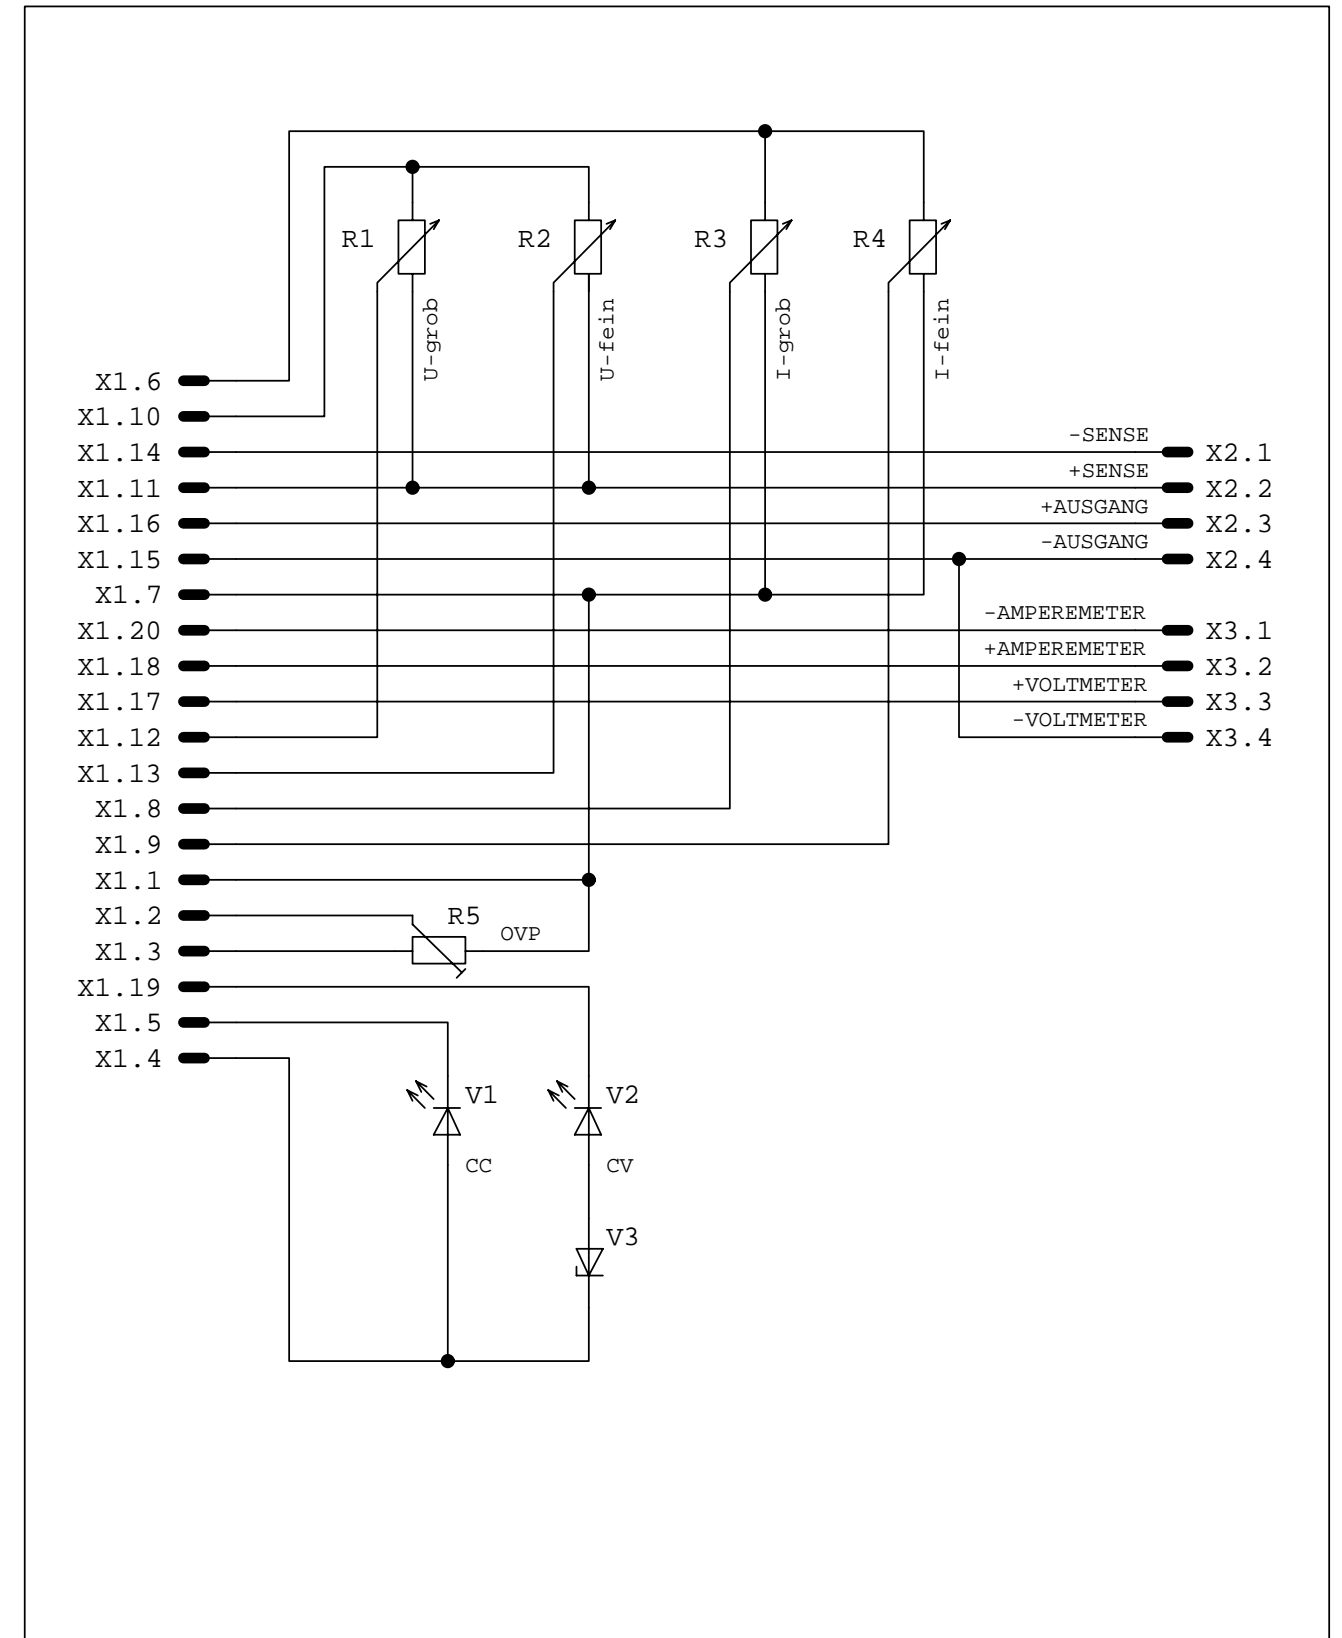 R1
R2
R3
R4
U-grob
U-fein
I-grob
I-fein
X1.6
X1.10
X1.14 -SENSE X2.1
X1.11 +SENSE X2.2
X1.16 +AUSGANG X2.3
X1.15 -AUSGANG X2.4
X1.7
X1.20 -AMPEREMETER X3.1
X1.18 +AMPEREMETER X3.2
X1.17 +VOLTMETER X3.3
X1.12 -VOLTMETER X3.4
X1.13
X1.8
X1.9
X1.1
X1.2 R5
X1.3 OVP
X1.19
X1.5
X1.4
V1 V2
CC CV
V3